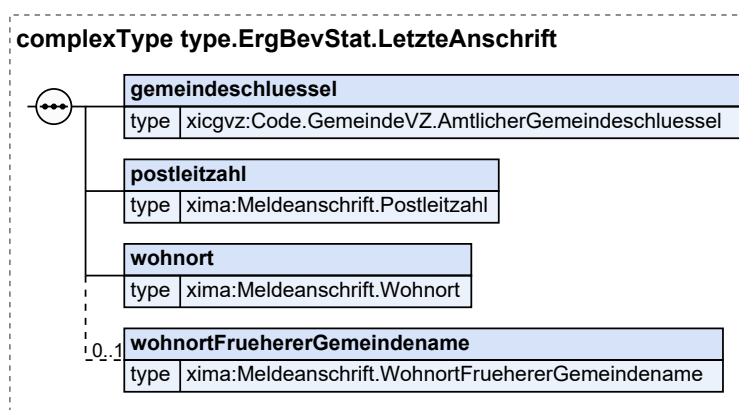 complexType type.ErgBevStat.LetzteAnschrift
gemeindeschluessel
type xicgvz:Code.GemeindeVZ.AmtlicherGemeindeschluessel
postleitzahl
type xima:Meldeanschrift.Postleitzahl
wohnort
type xima:Meldeanschrift.Wohnort
0..1 wohnortFruehererGemeindename
type xima:Meldeanschrift.WohnortFruehererGemeindename